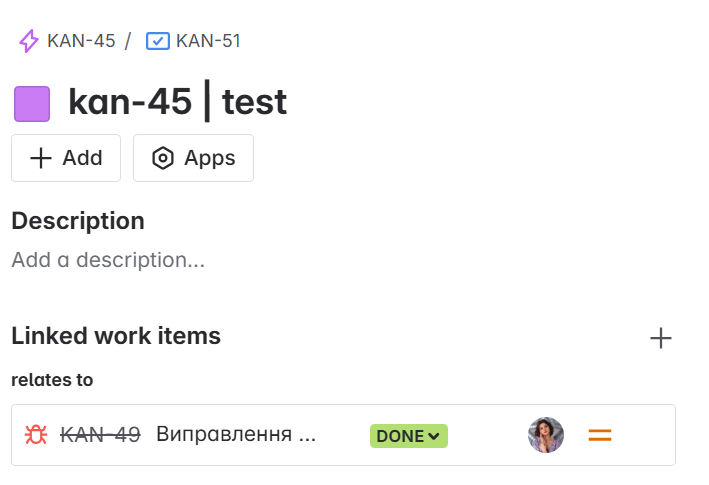 KAN-45 / KAN-51
kan-45 | test
Add Apps
Description
Add a description...
Linked work items
relates to
KAN-49 Виправлення ... DONE